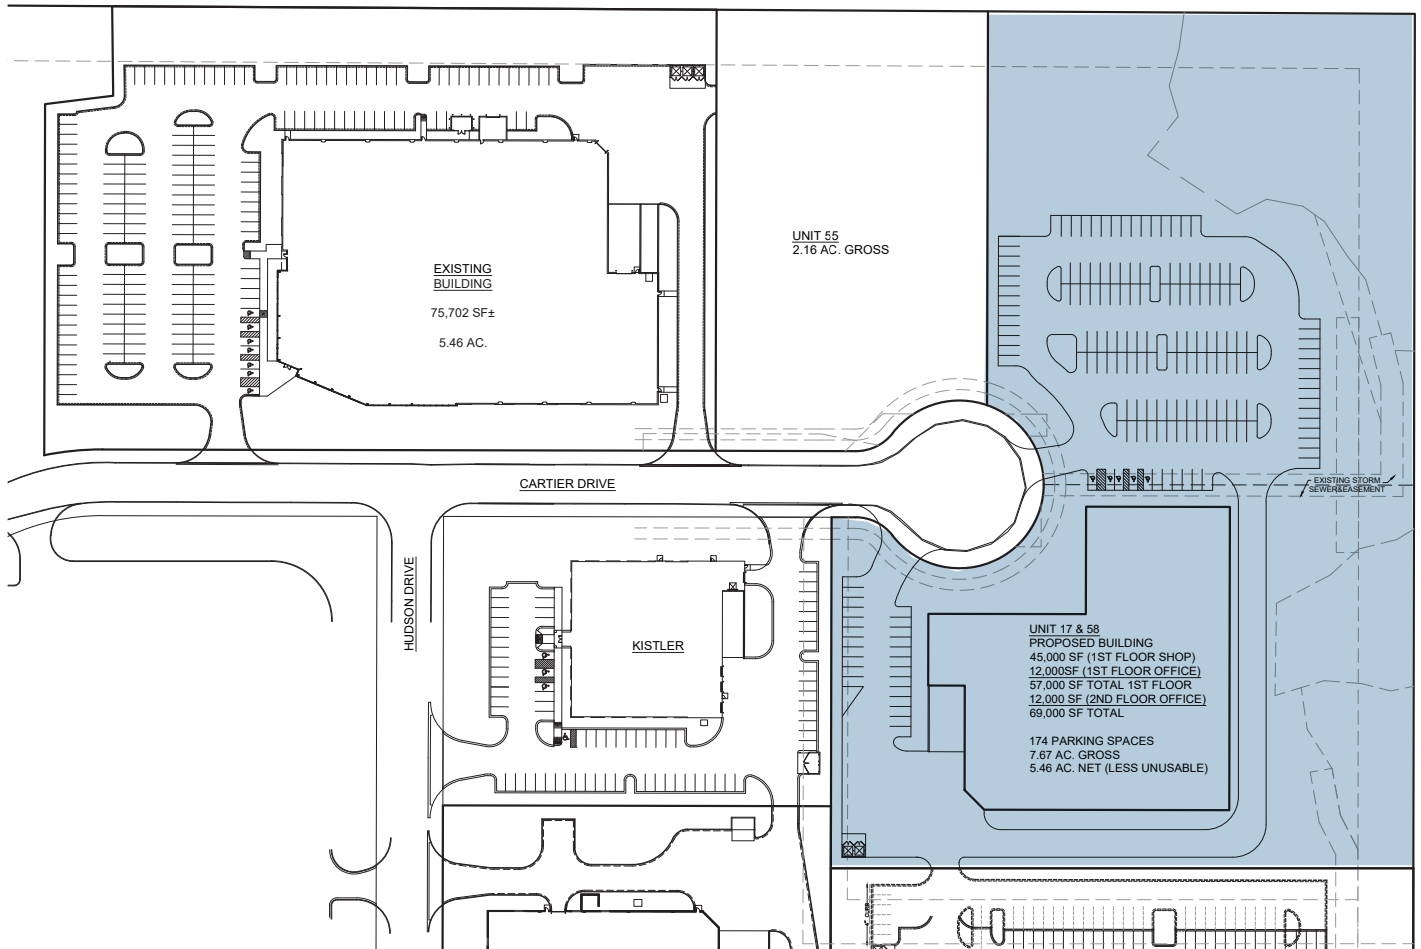 UNIT 55
2.16 AC. GROSS
EXISTING
BUILDING
75,702 SF±
5.46 AC.
CARTIER DRIVE
EXISTING STORM
SEWER&EASEMENT
HUDSON DRIVE
KISTLER
UNIT 17 & 58
PROPOSED BUILDING
45,000 SF (1ST FLOOR SHOP)
12,000SF (1ST FLOOR OFFICE)
57,000 SF TOTAL 1ST FLOOR
12,000 SF (2ND FLOOR OFFICE)
69,000 SF TOTAL
174 PARKING SPACES
7.67 AC. GROSS
5.46 AC. NET (LESS UNUSABLE)